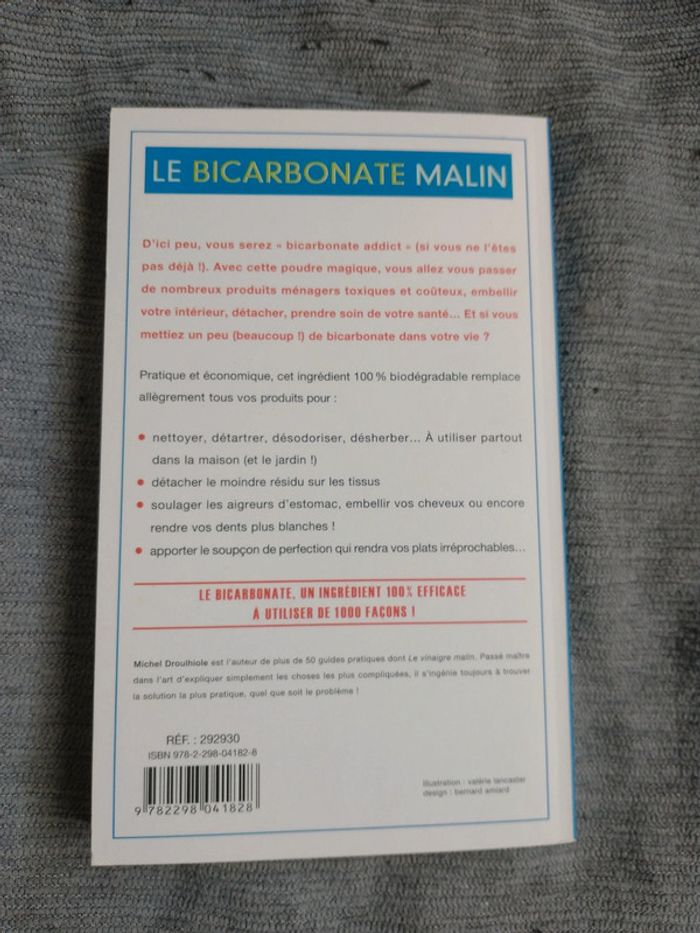 LE BICARBONATE MALIN
D'ici peu, vous serez « bicarbonate addict » (si vous ne l'êtes
pas déjà !). Avec cette poudre magique, vous allez vous passer
de nombreux produits ménagers toxiques et coûteux, embellir
votre intérieur, détacher, prendre soin de votre santé... Et si vous
mettiez un peu (beaucoup !) de bicarbonate dans votre vie ?
Pratique et économique, cet ingrédient 100 % biodégradable remplace
allègrement tous vos produits pour :
• nettoyer, détartrer, désodoriser, désherber... À utiliser partout
dans la maison (et le jardin !)
• détacher le moindre résidu sur les tissus
• soulager les aigreurs d'estomac, embellir vos cheveux ou encore
rendre vos dents plus blanches !
• apporter le soupçon de perfection qui rendra vos plats irréprochables...
LE BICARBONATE, UN INGRÉDIENT 100% EFFICACE
À UTILISER DE 1000 FAÇONS !
Michel Droulhiole est l'auteur de plus de 50 guides pratiques dont Le vinaigre malin. Passé maître
dans l'art d'expliquer simplement les choses les plus compliquées, il s'ingénie toujours à trouver
la solution la plus pratique, quel que soit le problème !
RÉF. : 292930
ISBN 978-2-298-04182-8
9 782298 041828
illustration : valérie lancaster
design : bernard amiard